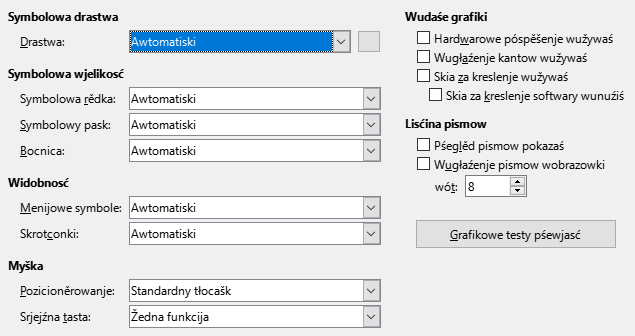 Symbolowa drastwa
Drastwa: Awtomatiski
Symbolowa wjelikosć
Symbolowa rědka: Awtomatiski
Symbolowy pask: Awtomatiski
Bocnica: Awtomatiski
Widobnosć
Menijowe symbole: Awtomatiski
Skrotconki: Awtomatiski
Myška
Pozicioněrowanje: Standardny tłocašk
Srjejźna tasta: Žedna funkcija
Wudaśe grafiki
Hardwarowe póspěšenje wužywaś
Wugłaźenje kantow wužywaś
Skia za kreslenje wužywaś
Skia za kreslenje softwary wunuźiś
Lisćina pismow
Pśeglěd pismow pokazaś
Wugłaźenje pismow wobrazowki
wót: 8
Grafikowe testy pśewjasć